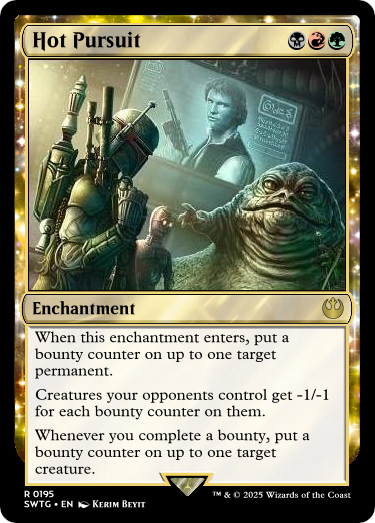 Hot Pursuit
Enchantment
When this enchantment enters, put a
bounty counter on up to one target
permanent.
Creatures your opponents control get -1/-1
for each bounty counter on them.
Whenever you complete a bounty, put a
bounty counter on up to one target
creature.
R 0195
SWTG • EN Kerim Beyit
™ & © 2025 Wizards of the Coast